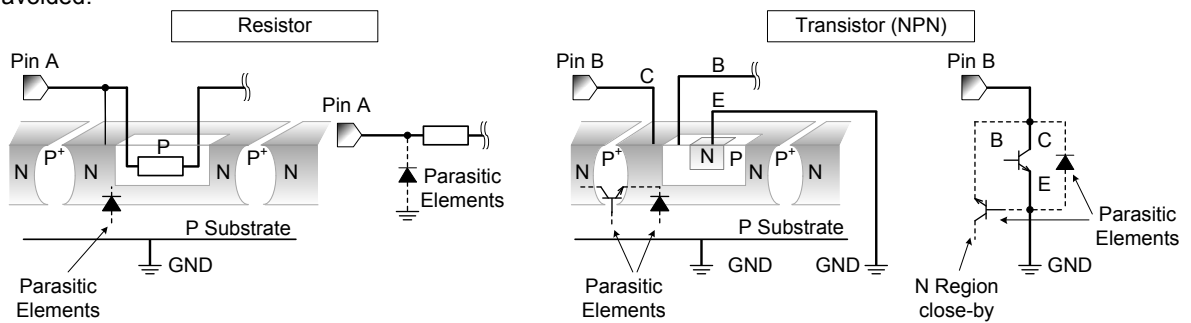 avoided.
Resistor
Transistor (NPN)
Pin A
Pin A
N P+ N P N P+ N
Parasitic
Elements
P Substrate
GND
Parasitic
Elements
Pin B
C
B
E
N P+ N N P N P+ N
P Substrate
GND
GND
Parasitic
Elements
Pin B
B
C
E
Parasitic
Elements
GND
N Region
close-by